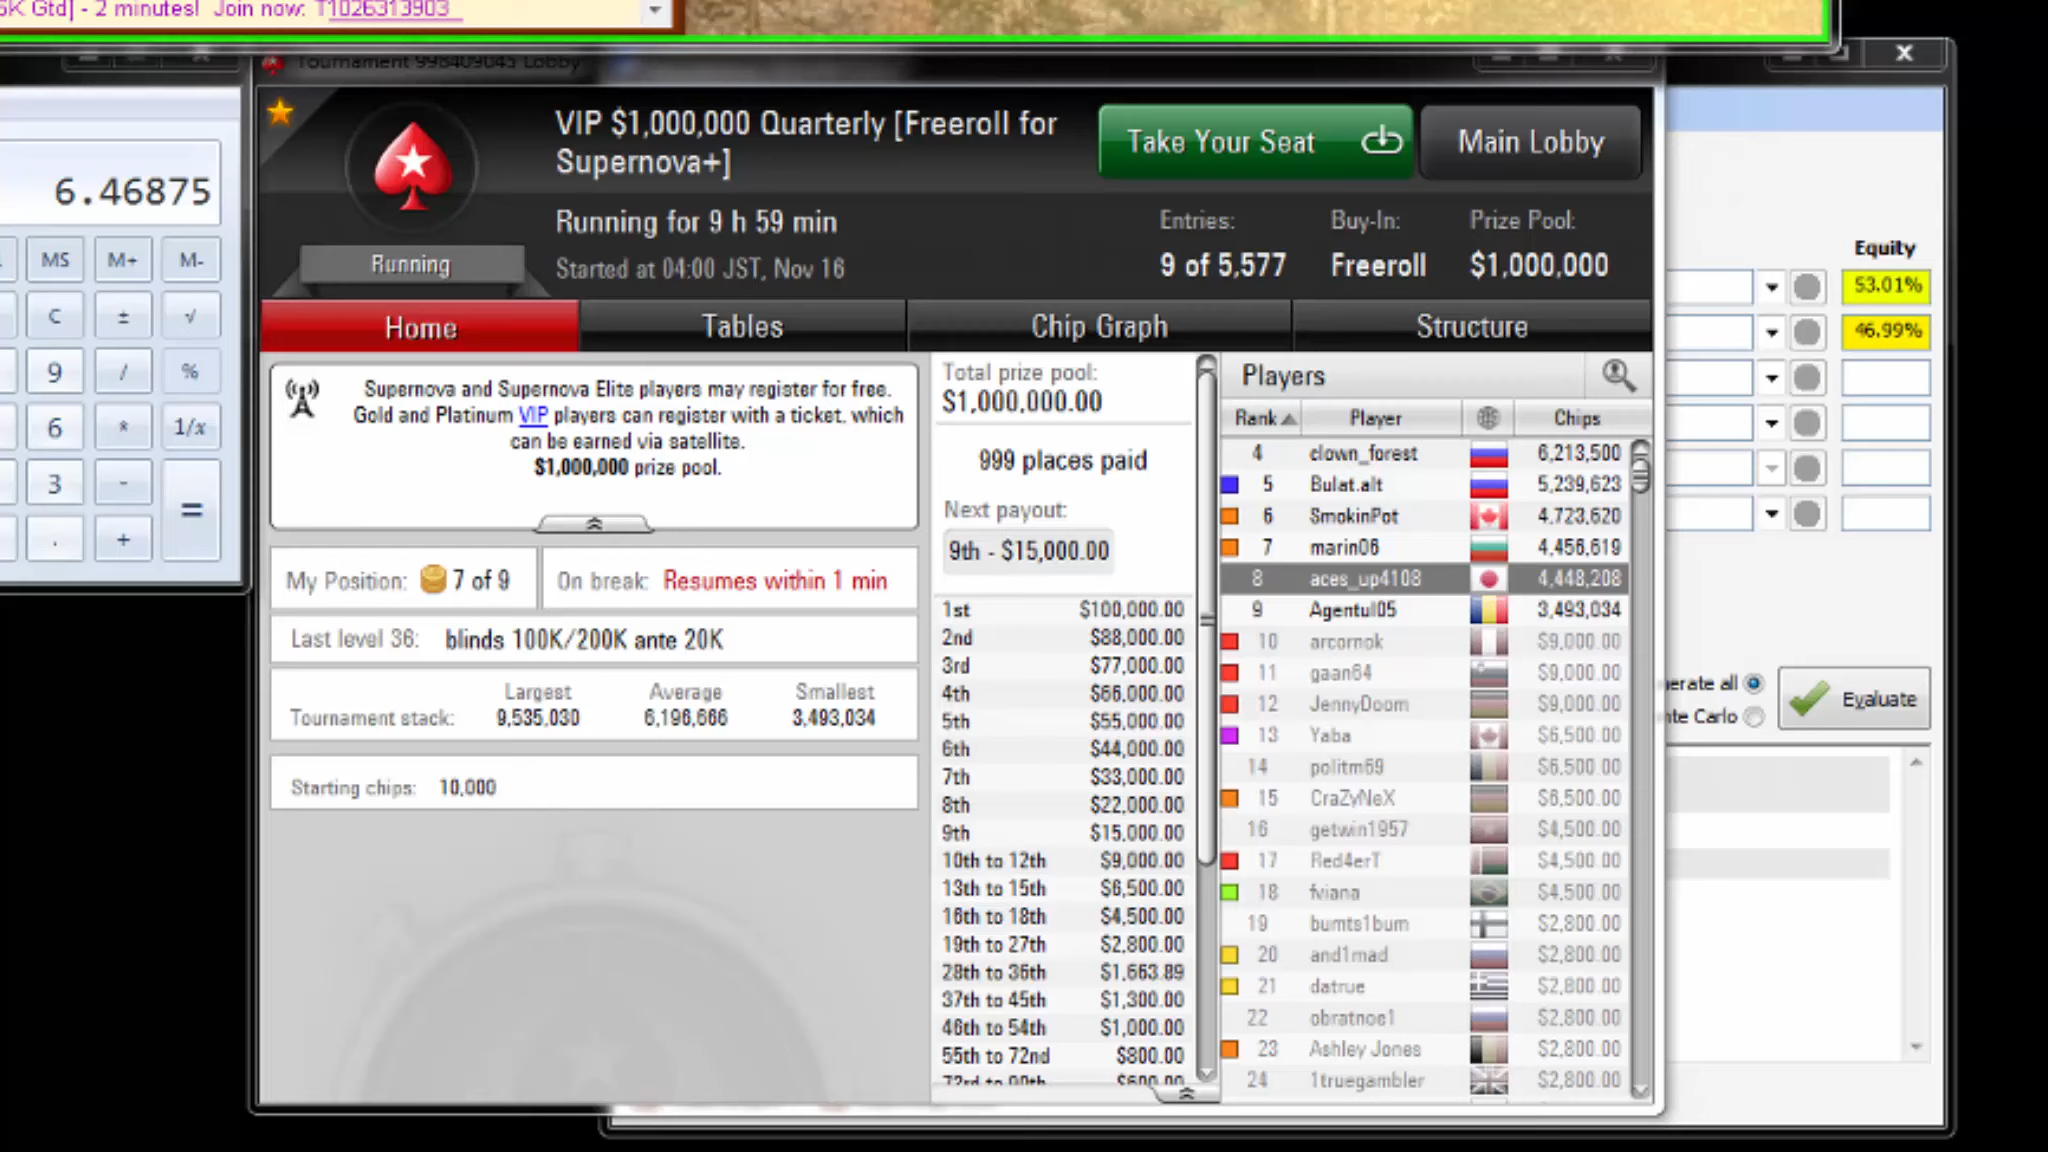 5K Gtd] - 2 minutes! Join now: T1026313903
Tournament 998409045 Lobby
VIP $1,000,000 Quarterly [Freeroll for
Supernova+]
Take Your Seat
Main Lobby
Running for 9 h 59 min
Started at 04:00 JST, Nov 16
Running
Entries:
9 of 5,577
Buy-In:
Freeroll
Prize Pool:
$1,000,000
Home
Tables
Chip Graph
Structure
Supernova and Supernova Elite players may register for free.
Gold and Platinum VIP players can register with a ticket, which
can be earned via satellite.
$1,000,000 prize pool.
My Position: 7 of 9
On break: Resumes within 1 min
Last level 36: blinds 100K/200K ante 20K
Largest Average Smallest
Tournament stack: 9,535,030 6,196,666 3,493,034
Starting chips: 10,000
Total prize pool:
$1,000,000.00
999 places paid
Next payout:
9th - $15,000.00
1st $100,000.00
2nd $88,000.00
3rd $77,000.00
4th $66,000.00
5th $55,000.00
6th $44,000.00
7th $33,000.00
8th $22,000.00
9th $15,000.00
10th to 12th $9,000.00
13th to 15th $6,500.00
16th to 18th $4,500.00
19th to 27th $2,800.00
28th to 36th $1,663.89
37th to 45th $1,300.00
46th to 54th $1,000.00
55th to 72nd $800.00
73rd to 90th $600.00
Players
Rank Player Chips
4 clown_forest 6,213,500
5 Bulat.alt 5,239,623
6 SmokinPot 4,723,620
7 marin06 4,456,619
8 aces_up4108 4,448,208
9 Agentul05 3,493,034
10 arcornok $9,000.00
11 gaan64 $9,000.00
12 JennyDoom $9,000.00
13 Yaba $6,500.00
14 politm69 $6,500.00
15 CraZyNeX $6,500.00
16 getwin1957 $4,500.00
17 Red4erT $4,500.00
18 fviana $4,500.00
19 bumts1bum $2,800.00
20 and1mad $2,800.00
21 datrue $2,800.00
22 obratnoe1 $2,800.00
23 Ashley Jones $2,800.00
24 1truegambler $2,800.00
6.46875
MS M+ M-
C ± √
9 / %
6 * 1/x
3 - =
. +
Equity
53.01%
46.99%
erate all
nte Carlo
Evaluate